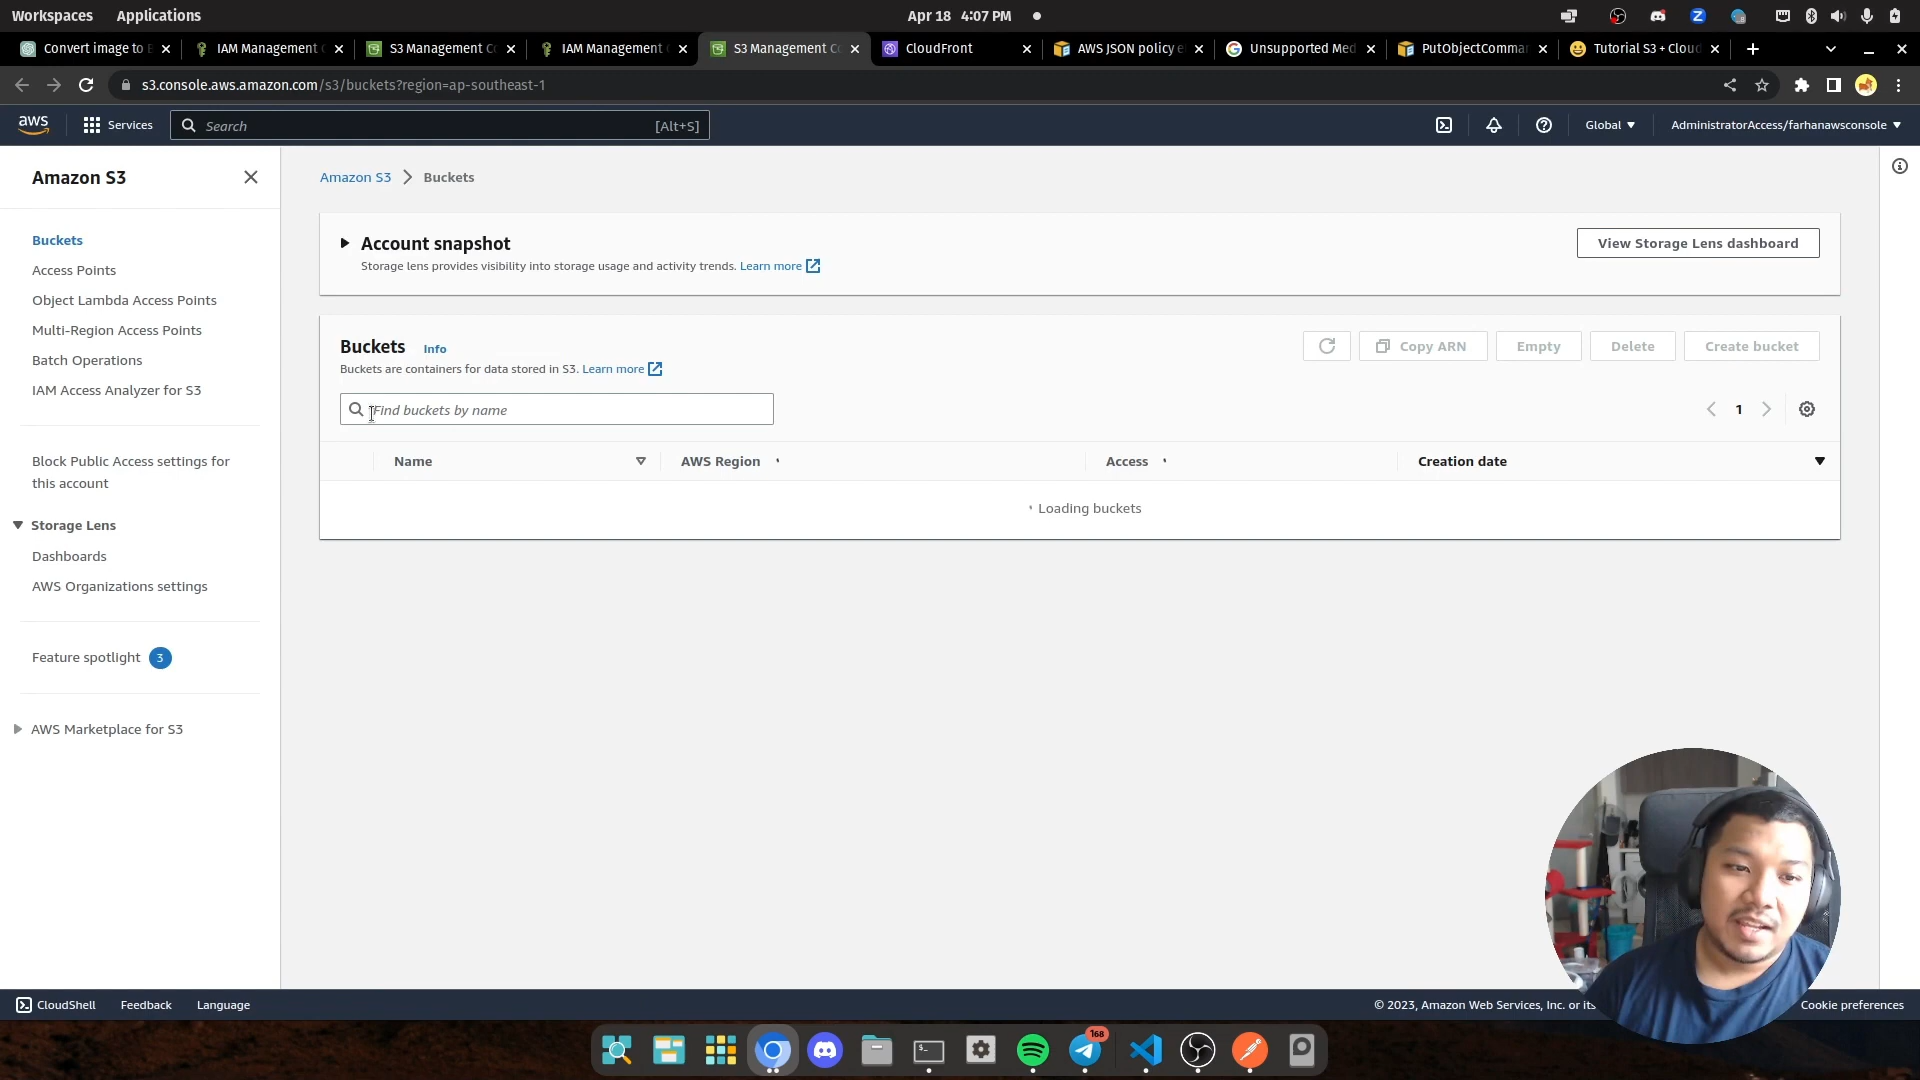 Workspaces Applications Apr 18 4:07 PM
Convert image to IAM Management S3 Management Co IAM Management S3 Management Co CloudFront AWS JSON policy e Unsupported Med PutObjectComma Tutorial S3 + Cloud
s3.console.aws.amazon.com/s3/buckets?region=ap-southeast-1
aws Services Search [Alt+S] Global AdministratorAccess/farhanawsconsole
Amazon S3
Buckets
Access Points
Object Lambda Access Points
Multi-Region Access Points
Batch Operations
IAM Access Analyzer for S3
Block Public Access settings for
this account
Storage Lens
Dashboards
AWS Organizations settings
Feature spotlight 3
AWS Marketplace for S3
Amazon S3 Buckets
Account snapshot
Storage lens provides visibility into storage usage and activity trends. Learn more
View Storage Lens dashboard
Buckets Info
Buckets are containers for data stored in S3. Learn more
Copy ARN Empty Delete Create bucket
Find buckets by name
1
Name AWS Region Access Creation date
Loading buckets
CloudShell Feedback Language © 2023, Amazon Web Services, Inc. or its Cookie preferences
168